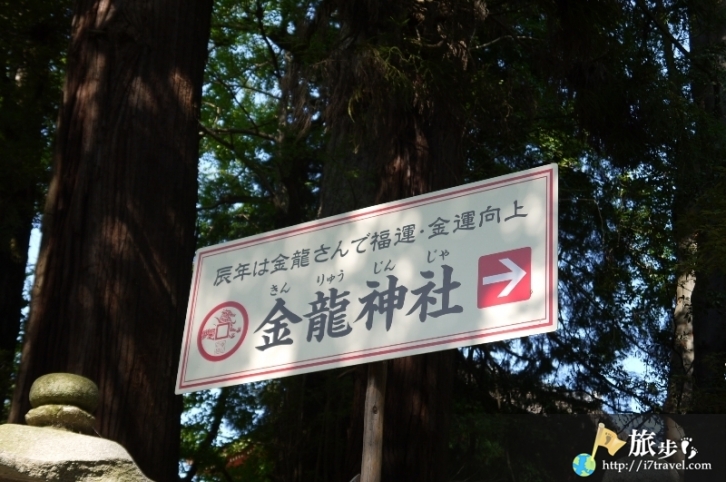 辰年は金龍さんで福運・金運向上
きん りゅう じん じゃ
金龍神社
旅步
http://i7travel.com